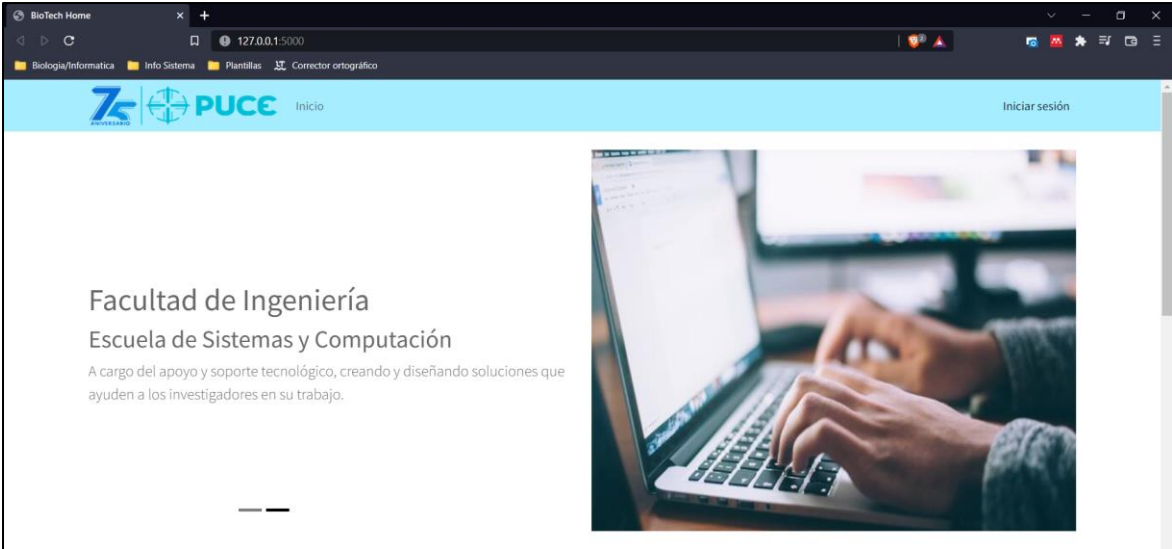 BioTech Home
127.0.0.1:5000
Biologia/Informatica Info Sistema Plantillas Corrector ortográfico
75 ANIVERSARIO PUCE Inicio Iniciar sesión
Facultad de Ingeniería
Escuela de Sistemas y Computación
A cargo del apoyo y soporte tecnológico, creando y diseñando soluciones que
ayuden a los investigadores en su trabajo.